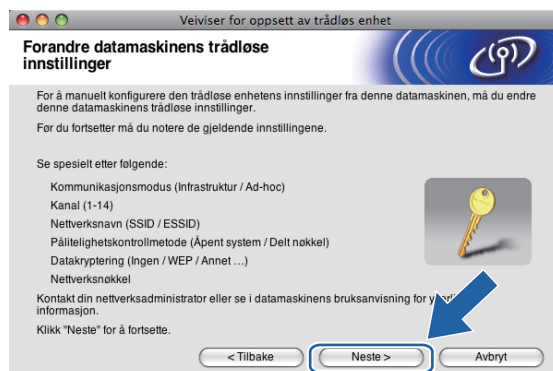 Veiviser for oppsett av trådløs enhet
Forandre datamaskinens trådløse
innstillinger
For å manuelt konfigurere den trådløse enhetens innstillinger fra denne datamaskinen, må du endre
denne datamaskinens trådløse innstillinger.
Før du fortsetter må du notere de gjeldende innstillingene.
Se spesielt etter følgende:
Kommunikasjonsmodus (Infrastruktur / Ad-hoc)
Kanal (1-14)
Nettverksnavn (SSID / ESSID)
Pålitelighetskontrollmetode (Åpent system / Delt nøkkel)
Datakryptering (Ingen / WEP / Annet ...)
Nettverksnøkkel
Kontakt din nettverksadministrator eller se i datamaskinens bruksanvisning for
informasjon.
Klikk "Neste" for å fortsette.
< Tilbake
Neste >
Avbryt